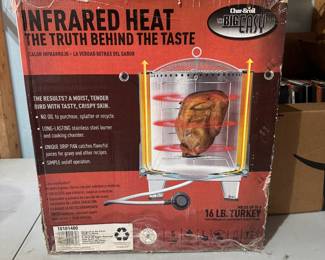 INFRARED HEAT
THE TRUTH BEHIND THE TASTE
CALOR INFRARROJO - LA VERDAD DETRÁS DEL SABOR
Char-Broil
THE BIG EASY
THE RESULTS? A MOIST, TENDER
BIRD WITH TASTY, CRISPY SKIN.
• NO OIL to purchase, splatter or recycle.
• LONG-LASTING stainless steel burner
and cooking chamber.
• UNIQUE DRIP PAN catches flavorful
juices for gravy and other recipes.
• SIMPLE on/off operation.
16 LB. TURKEY
10101480